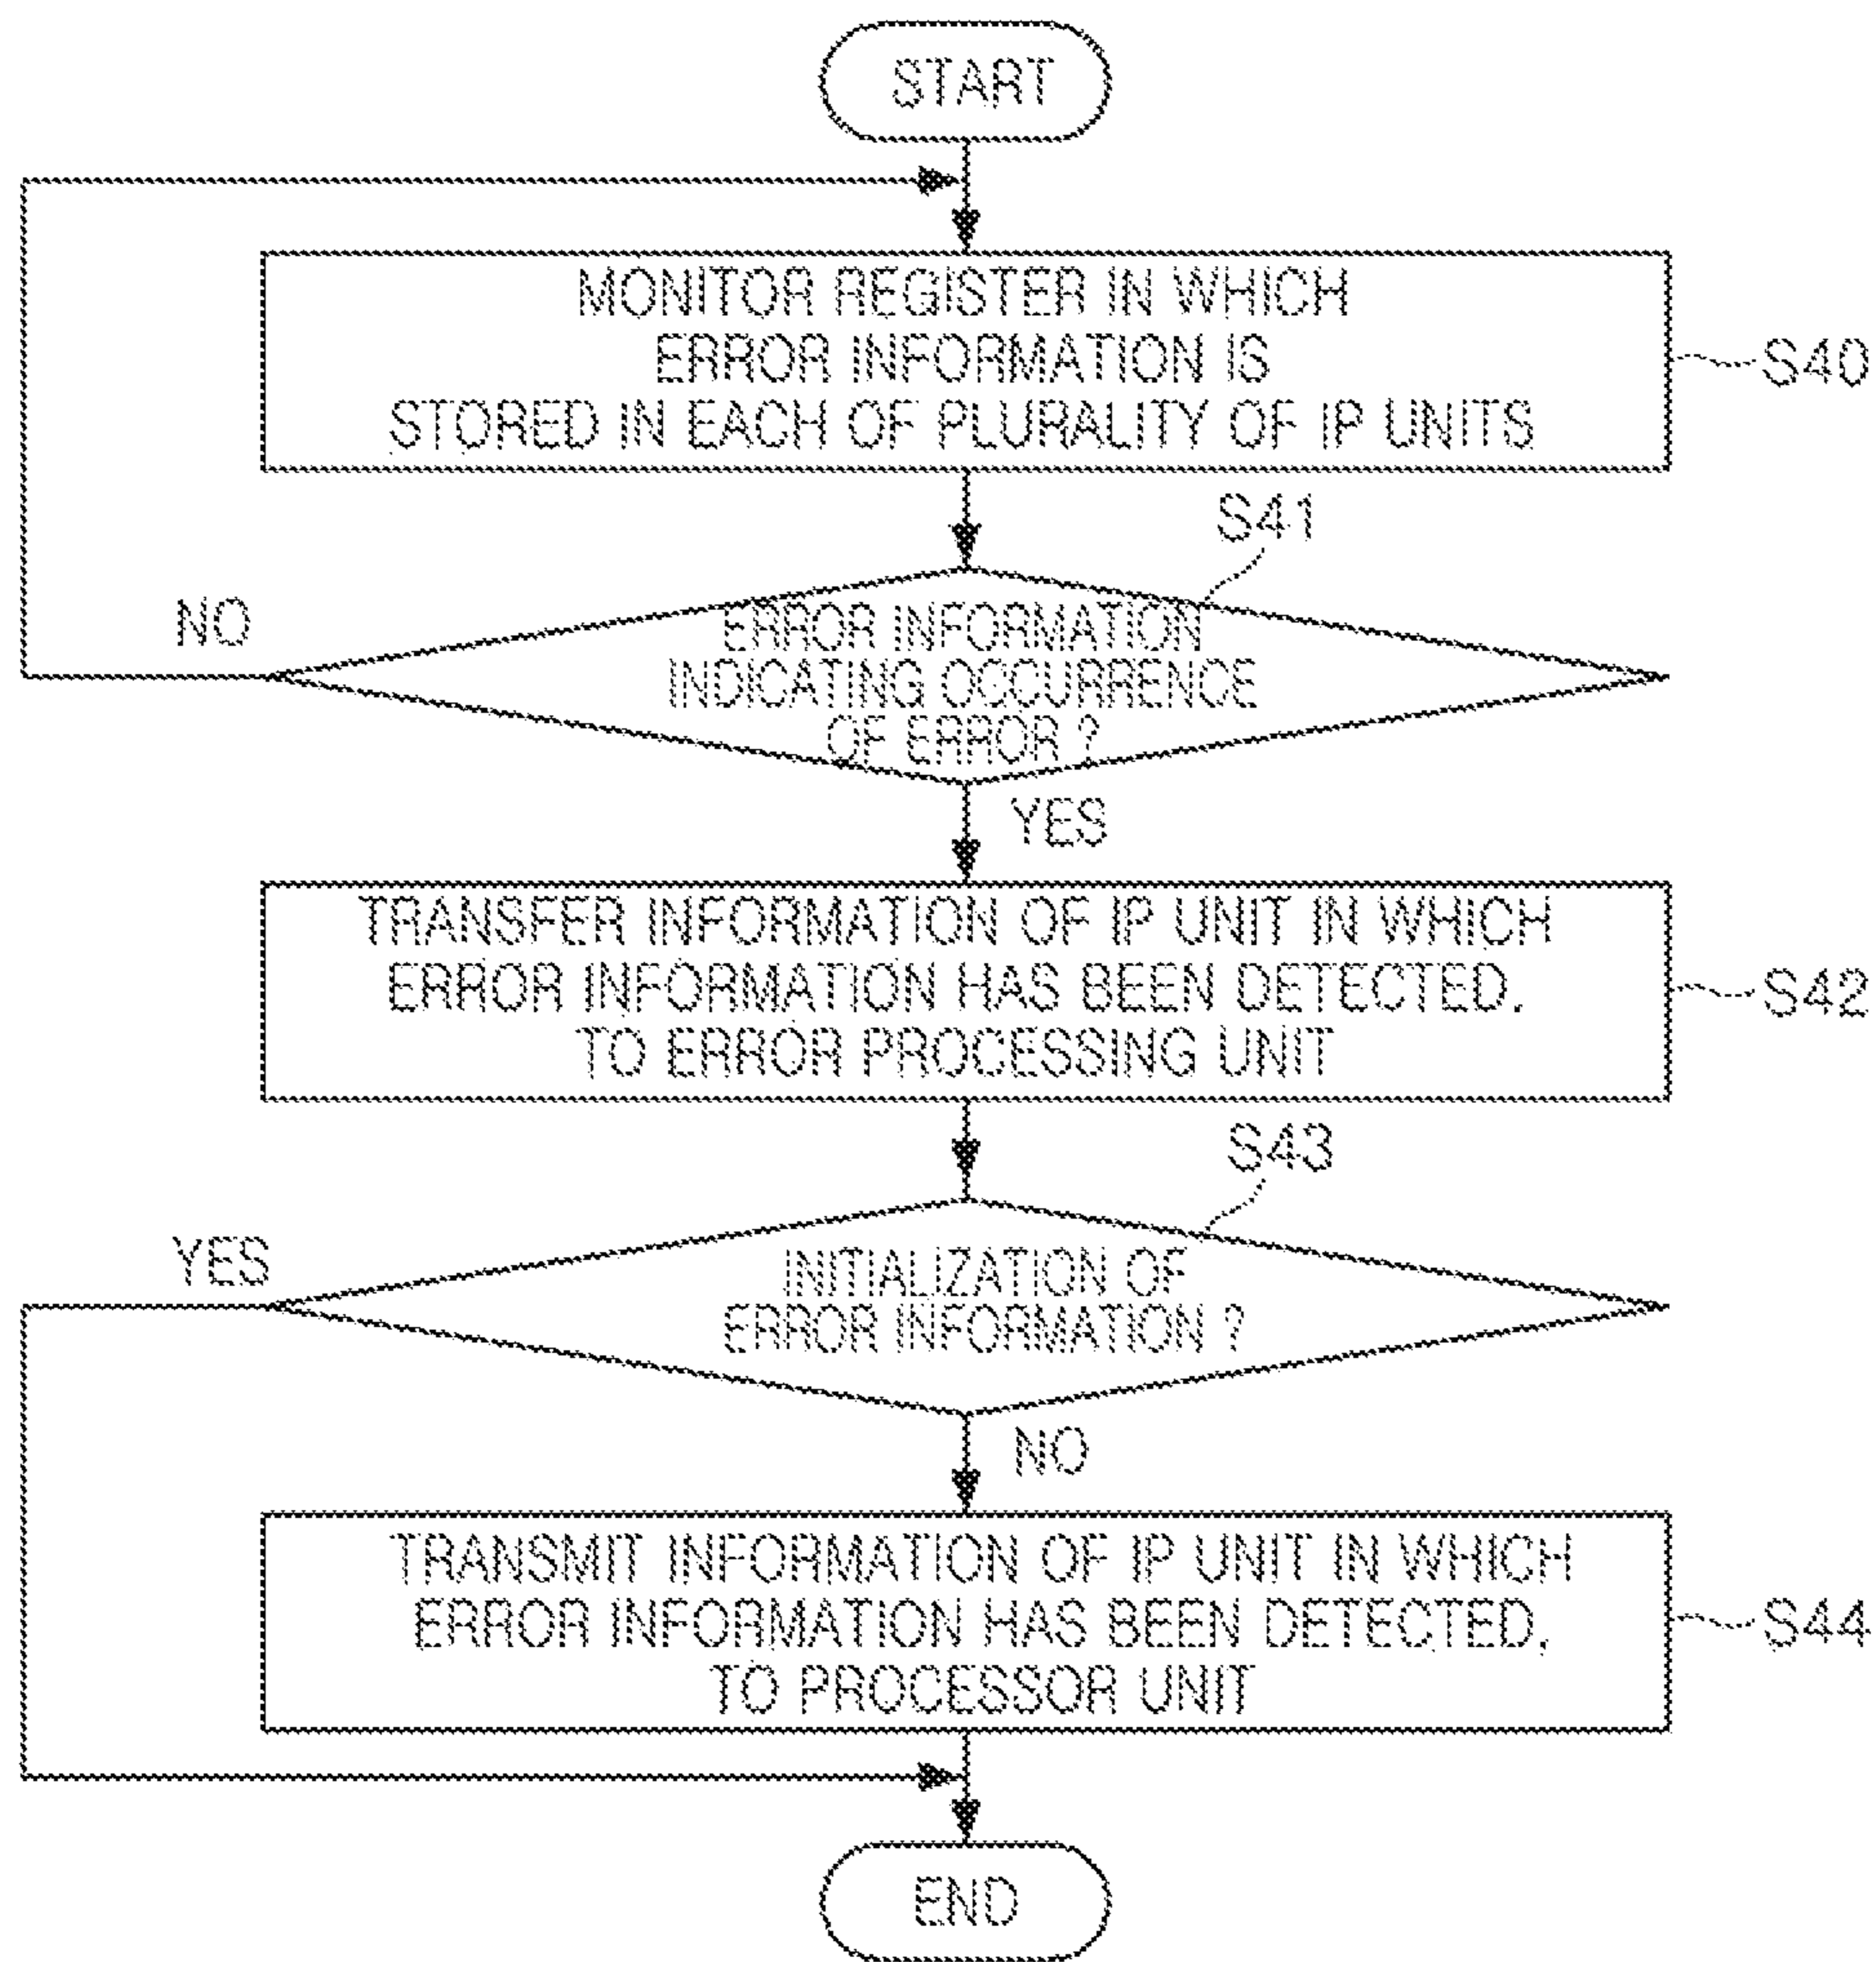 START
MONITOR REGISTER IN WHICH
ERROR INFORMATION IS
STORED IN EACH OF PLURALITY OF IP UNITS
S40
S41
NO
ERROR INFORMATION
INDICATING OCCURRENCE
OF ERROR ?
YES
TRANSFER INFORMATION OF IP UNIT IN WHICH
ERROR INFORMATION HAS BEEN DETECTED,
TO ERROR PROCESSING UNIT
S42
S43
YES
INITIALIZATION OF
ERROR INFORMATION ?
NO
TRANSMIT INFORMATION OF IP UNIT IN WHICH
ERROR INFORMATION HAS BEEN DETECTED,
TO PROCESSOR UNIT
S44
END